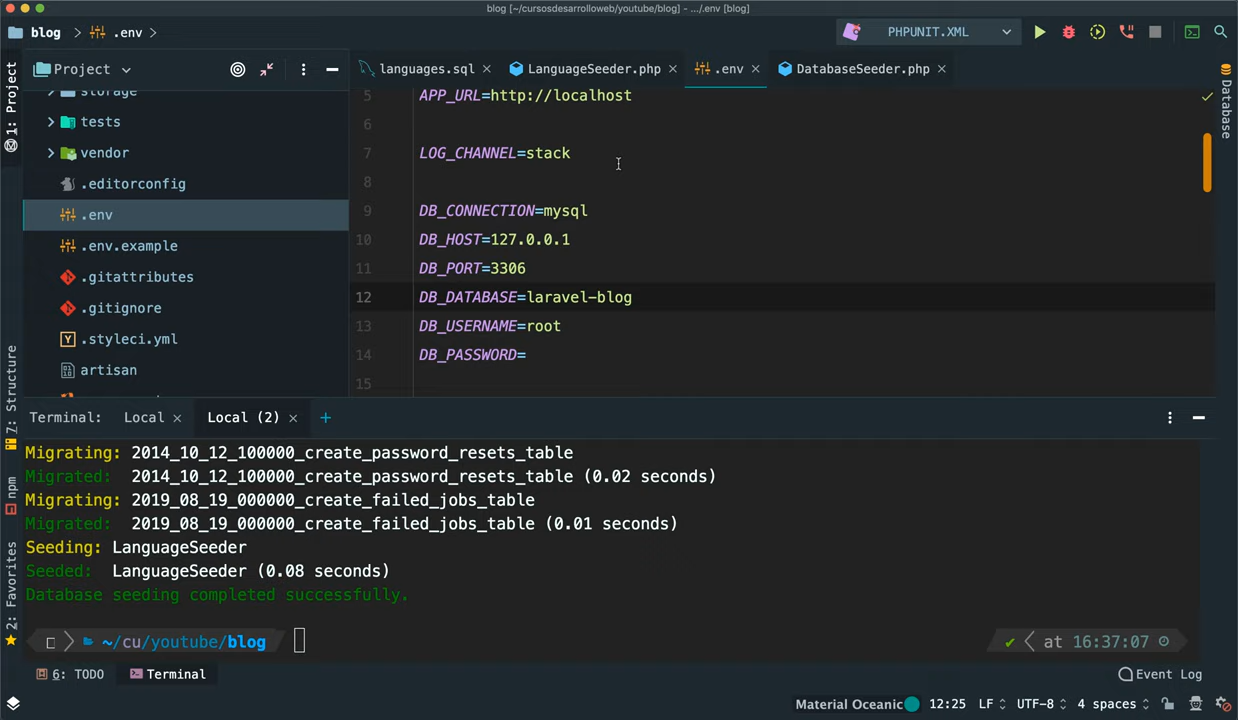 blog [~/cursosdesarrolloweb/youtube/blog] - .../.env [blog]
blog > .env >
PHPUNIT.XML
1: Project
Project
languages.sql
LanguageSeeder.php
.env
DatabaseSeeder.php
Database
storage
tests
vendor
.editorconfig
.env
.env.example
.gitattributes
.gitignore
.styleci.yml
artisan
5 APP_URL=http://localhost
6
7 LOG_CHANNEL=stack
8
9 DB_CONNECTION=mysql
10 DB_HOST=127.0.0.1
11 DB_PORT=3306
12 DB_DATABASE=laravel-blog
13 DB_USERNAME=root
14 DB_PASSWORD=
15
7: Structure
npm
2: Favorites
Terminal: Local × Local (2) × +
Migrating: 2014_10_12_100000_create_password_resets_table
Migrated: 2014_10_12_100000_create_password_resets_table (0.02 seconds)
Migrating: 2019_08_19_000000_create_failed_jobs_table
Migrated: 2019_08_19_000000_create_failed_jobs_table (0.01 seconds)
Seeding: LanguageSeeder
Seeded: LanguageSeeder (0.08 seconds)
Database seeding completed successfully.
~/cu/youtube/blog
✔ at 16:37:07
6: TODO
Terminal
Event Log
Material Oceanic 12:25 LF UTF-8 4 spaces